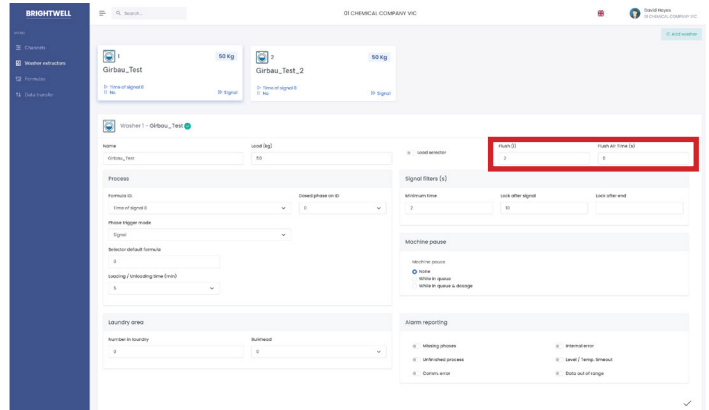 BRIGHTWELL
Search...
01 CHEMICAL COMPANY VIC
David Noyes
01 CHEMICAL COMPANY VIC
MENU
Channels
Washer extractors
Formulas
Data transfer
Add washer
1
50 Kg
Girbau_Test
Time of signal 8
No
Signal
2
50 Kg
Girbau_Test_2
Time of signal 8
No
Signal
Washer 1 - Girbau_Test
Name
Load (kg)
Load selector
Flush (l)
Flush Air Time (s)
Girbau_Test
50
2
Process
Signal filters (s)
Formula ID
Dosed phase on ID
Minimum time
Lock after signal
Lock after end
Time of signal 8
0
2
10
Phase trigger mode
Signal
Machine pause
Selector default formula
0
Machine pause
None
While in queue
While in queue & dosage
Loading / Unloading time (min)
5
Laundry area
Alarm reporting
Number in laundry
Bulkhead
0
0
Missing phases
Internal error
Unfinished process
Level / Temp. timeout
Comm. error
Data out of range